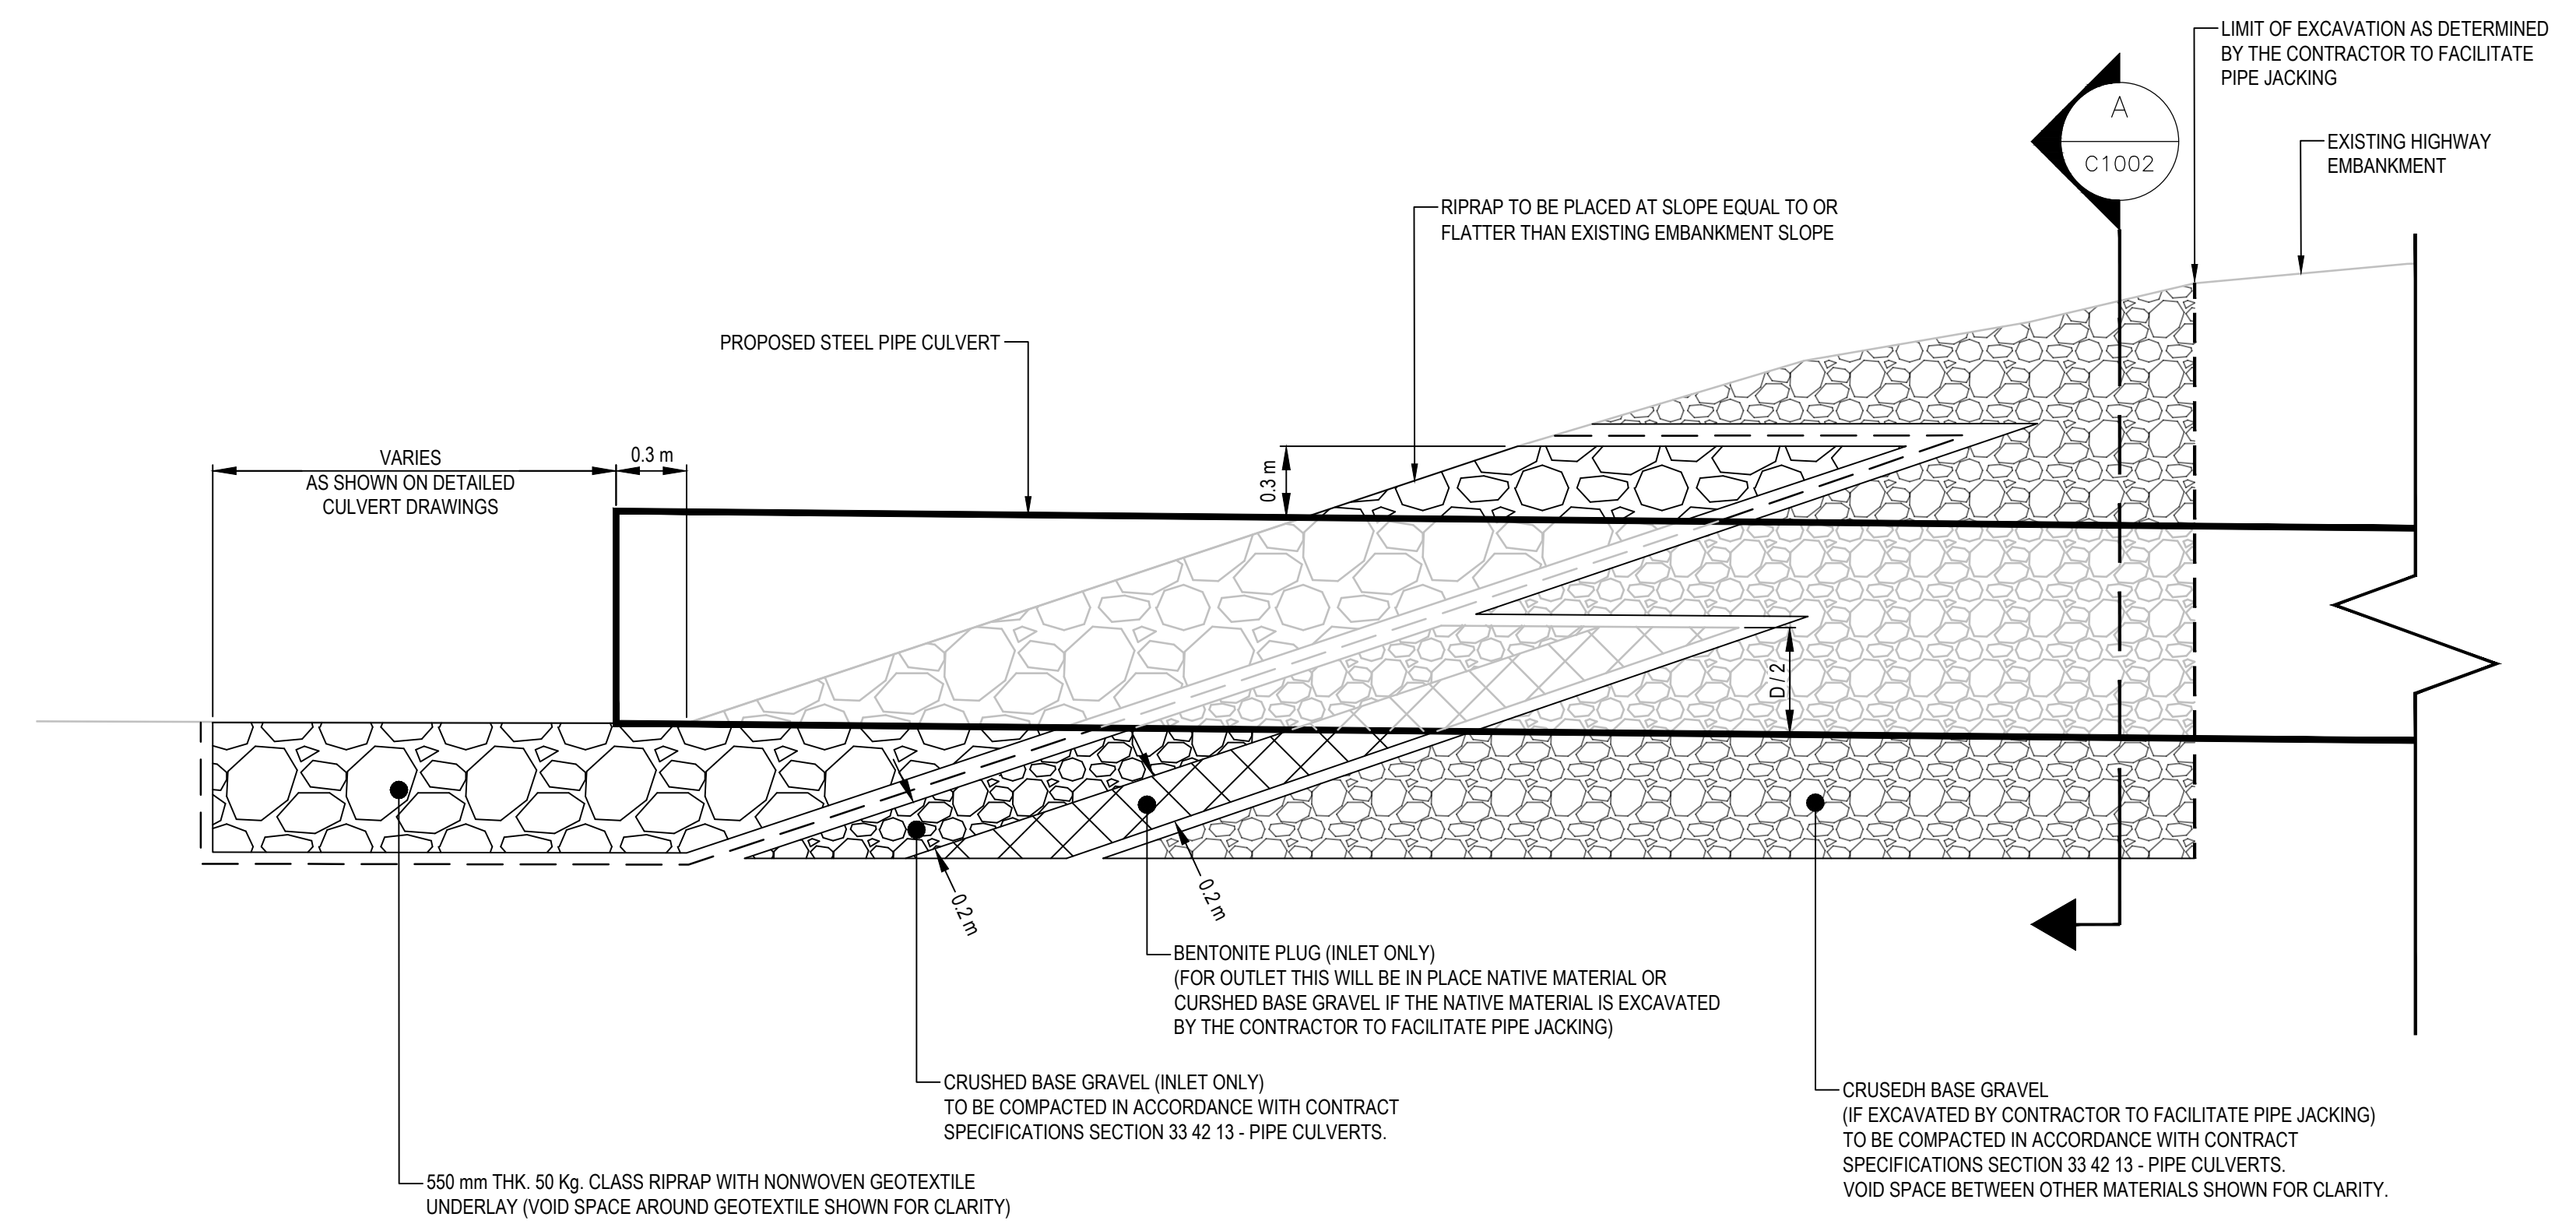 LIMIT OF EXCAVATION AS DETERMINED
BY THE CONTRACTOR TO FACILITATE
PIPE JACKING
A
C1002
EXISTING HIGHWAY
EMBANKMENT
RIPRAP TO BE PLACED AT SLOPE EQUAL TO OR
FLATTER THAN EXISTING EMBANKMENT SLOPE
PROPOSED STEEL PIPE CULVERT
VARIES
AS SHOWN ON DETAILED
CULVERT DRAWINGS
0.3 m
0.3 m
D / 2
0.2 m
0.2 m
BENTONITE PLUG (INLET ONLY)
(FOR OUTLET THIS WILL BE IN PLACE NATIVE MATERIAL OR
CURSHED BASE GRAVEL IF THE NATIVE MATERIAL IS EXCAVATED
BY THE CONTRACTOR TO FACILITATE PIPE JACKING)
CRUSHED BASE GRAVEL (INLET ONLY)
TO BE COMPACTED IN ACCORDANCE WITH CONTRACT
SPECIFICATIONS SECTION 33 42 13 - PIPE CULVERTS.
CRUSEDH BASE GRAVEL
(IF EXCAVATED BY CONTRACTOR TO FACILITATE PIPE JACKING)
TO BE COMPACTED IN ACCORDANCE WITH CONTRACT
SPECIFICATIONS SECTION 33 42 13 - PIPE CULVERTS.
VOID SPACE BETWEEN OTHER MATERIALS SHOWN FOR CLARITY.
550 mm THK. 50 Kg. CLASS RIPRAP WITH NONWOVEN GEOTEXTILE
UNDERLAY (VOID SPACE AROUND GEOTEXTILE SHOWN FOR CLARITY)